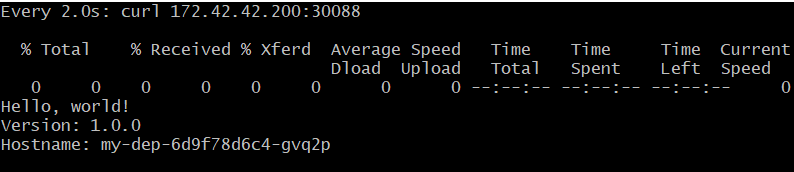 Every 2.0s: curl 172.42.42.200:30088
% Total % Received % Xferd Average Speed Time Time Time Current
Dload Upload Total Spent Left Speed
0 0 0 0 0 0 0 0 --:--:-- --:--:-- --:--:-- 0
Hello, world!
Version: 1.0.0
Hostname: my-dep-6d9f78d6c4-gvq2p